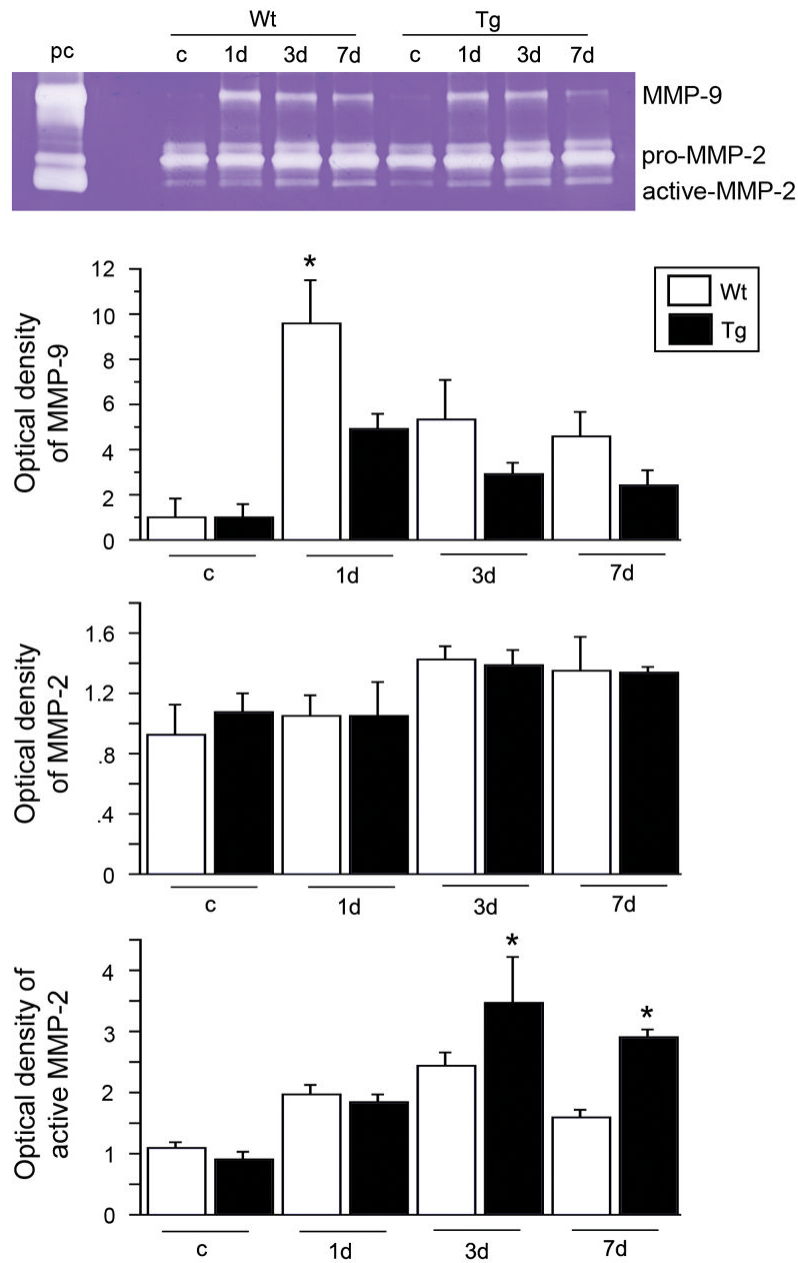 Wt Tg
pc c 1d 3d 7d c 1d 3d 7d
MMP-9
pro-MMP-2
active-MMP-2
*
12
10
8
6
4
2
0
Optical density
of MMP-9
Wt
Tg
c 1d 3d 7d
1.6
1.2
.8
.4
0
Optical density
of MMP-2
c 1d 3d 7d
* *
4
3
2
1
0
Optical density of
active MMP-2
c 1d 3d 7d